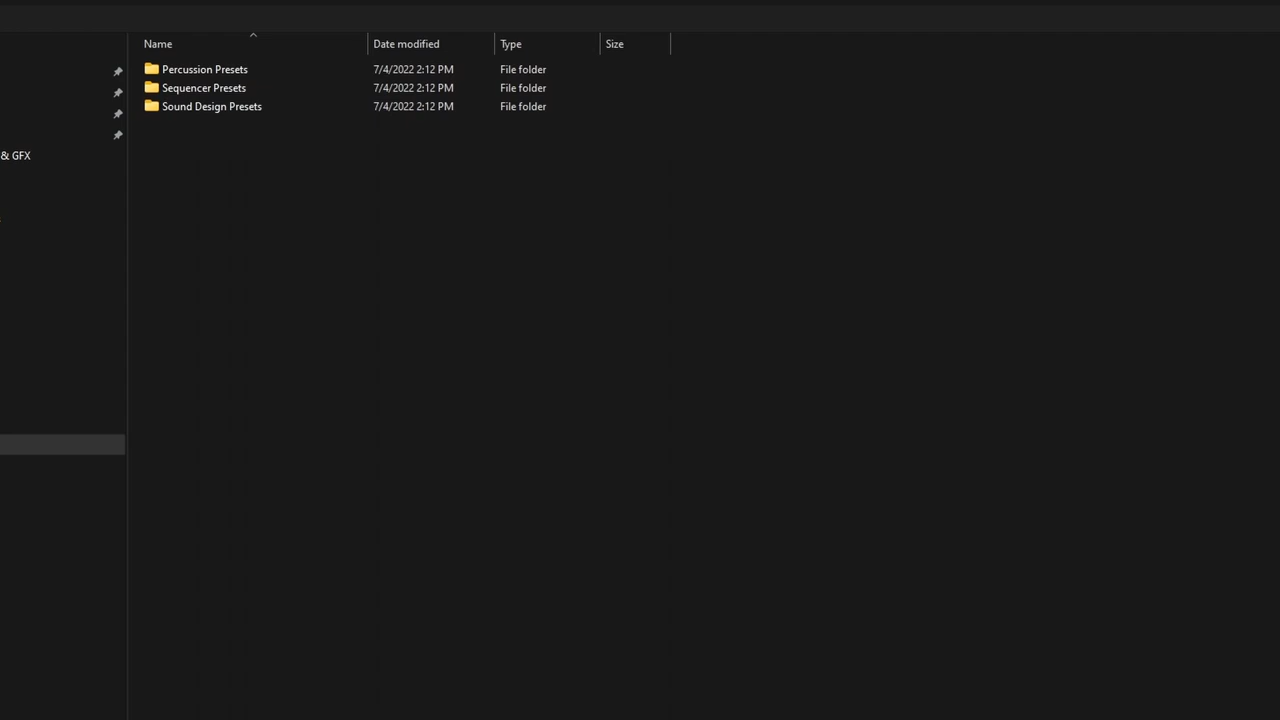 Name Date modified Type Size
Percussion Presets 7/4/2022 2:12 PM File folder
Sequencer Presets 7/4/2022 2:12 PM File folder
Sound Design Presets 7/4/2022 2:12 PM File folder
& GFX